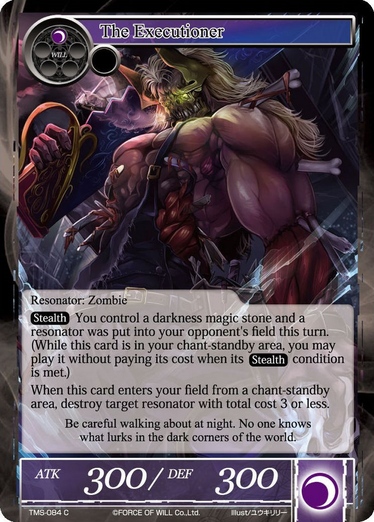 The Executioner
WILL
Resonator: Zombie
Stealth You control a darkness magic stone and a
resonator was put into your opponent's field this turn.
(While this card is in your chant-standby area, you may
play it without paying its cost when its Stealth condition
is met.)
When this card enters your field from a chant-standby
area, destroy target resonator with total cost 3 or less.
Be careful walking about at night. No one knows
what lurks in the dark corners of the world.
ATK 300/ DEF 300
TMS-084 C ©FORCE OF WILL Co.,Ltd. Illust/ユウキリリー